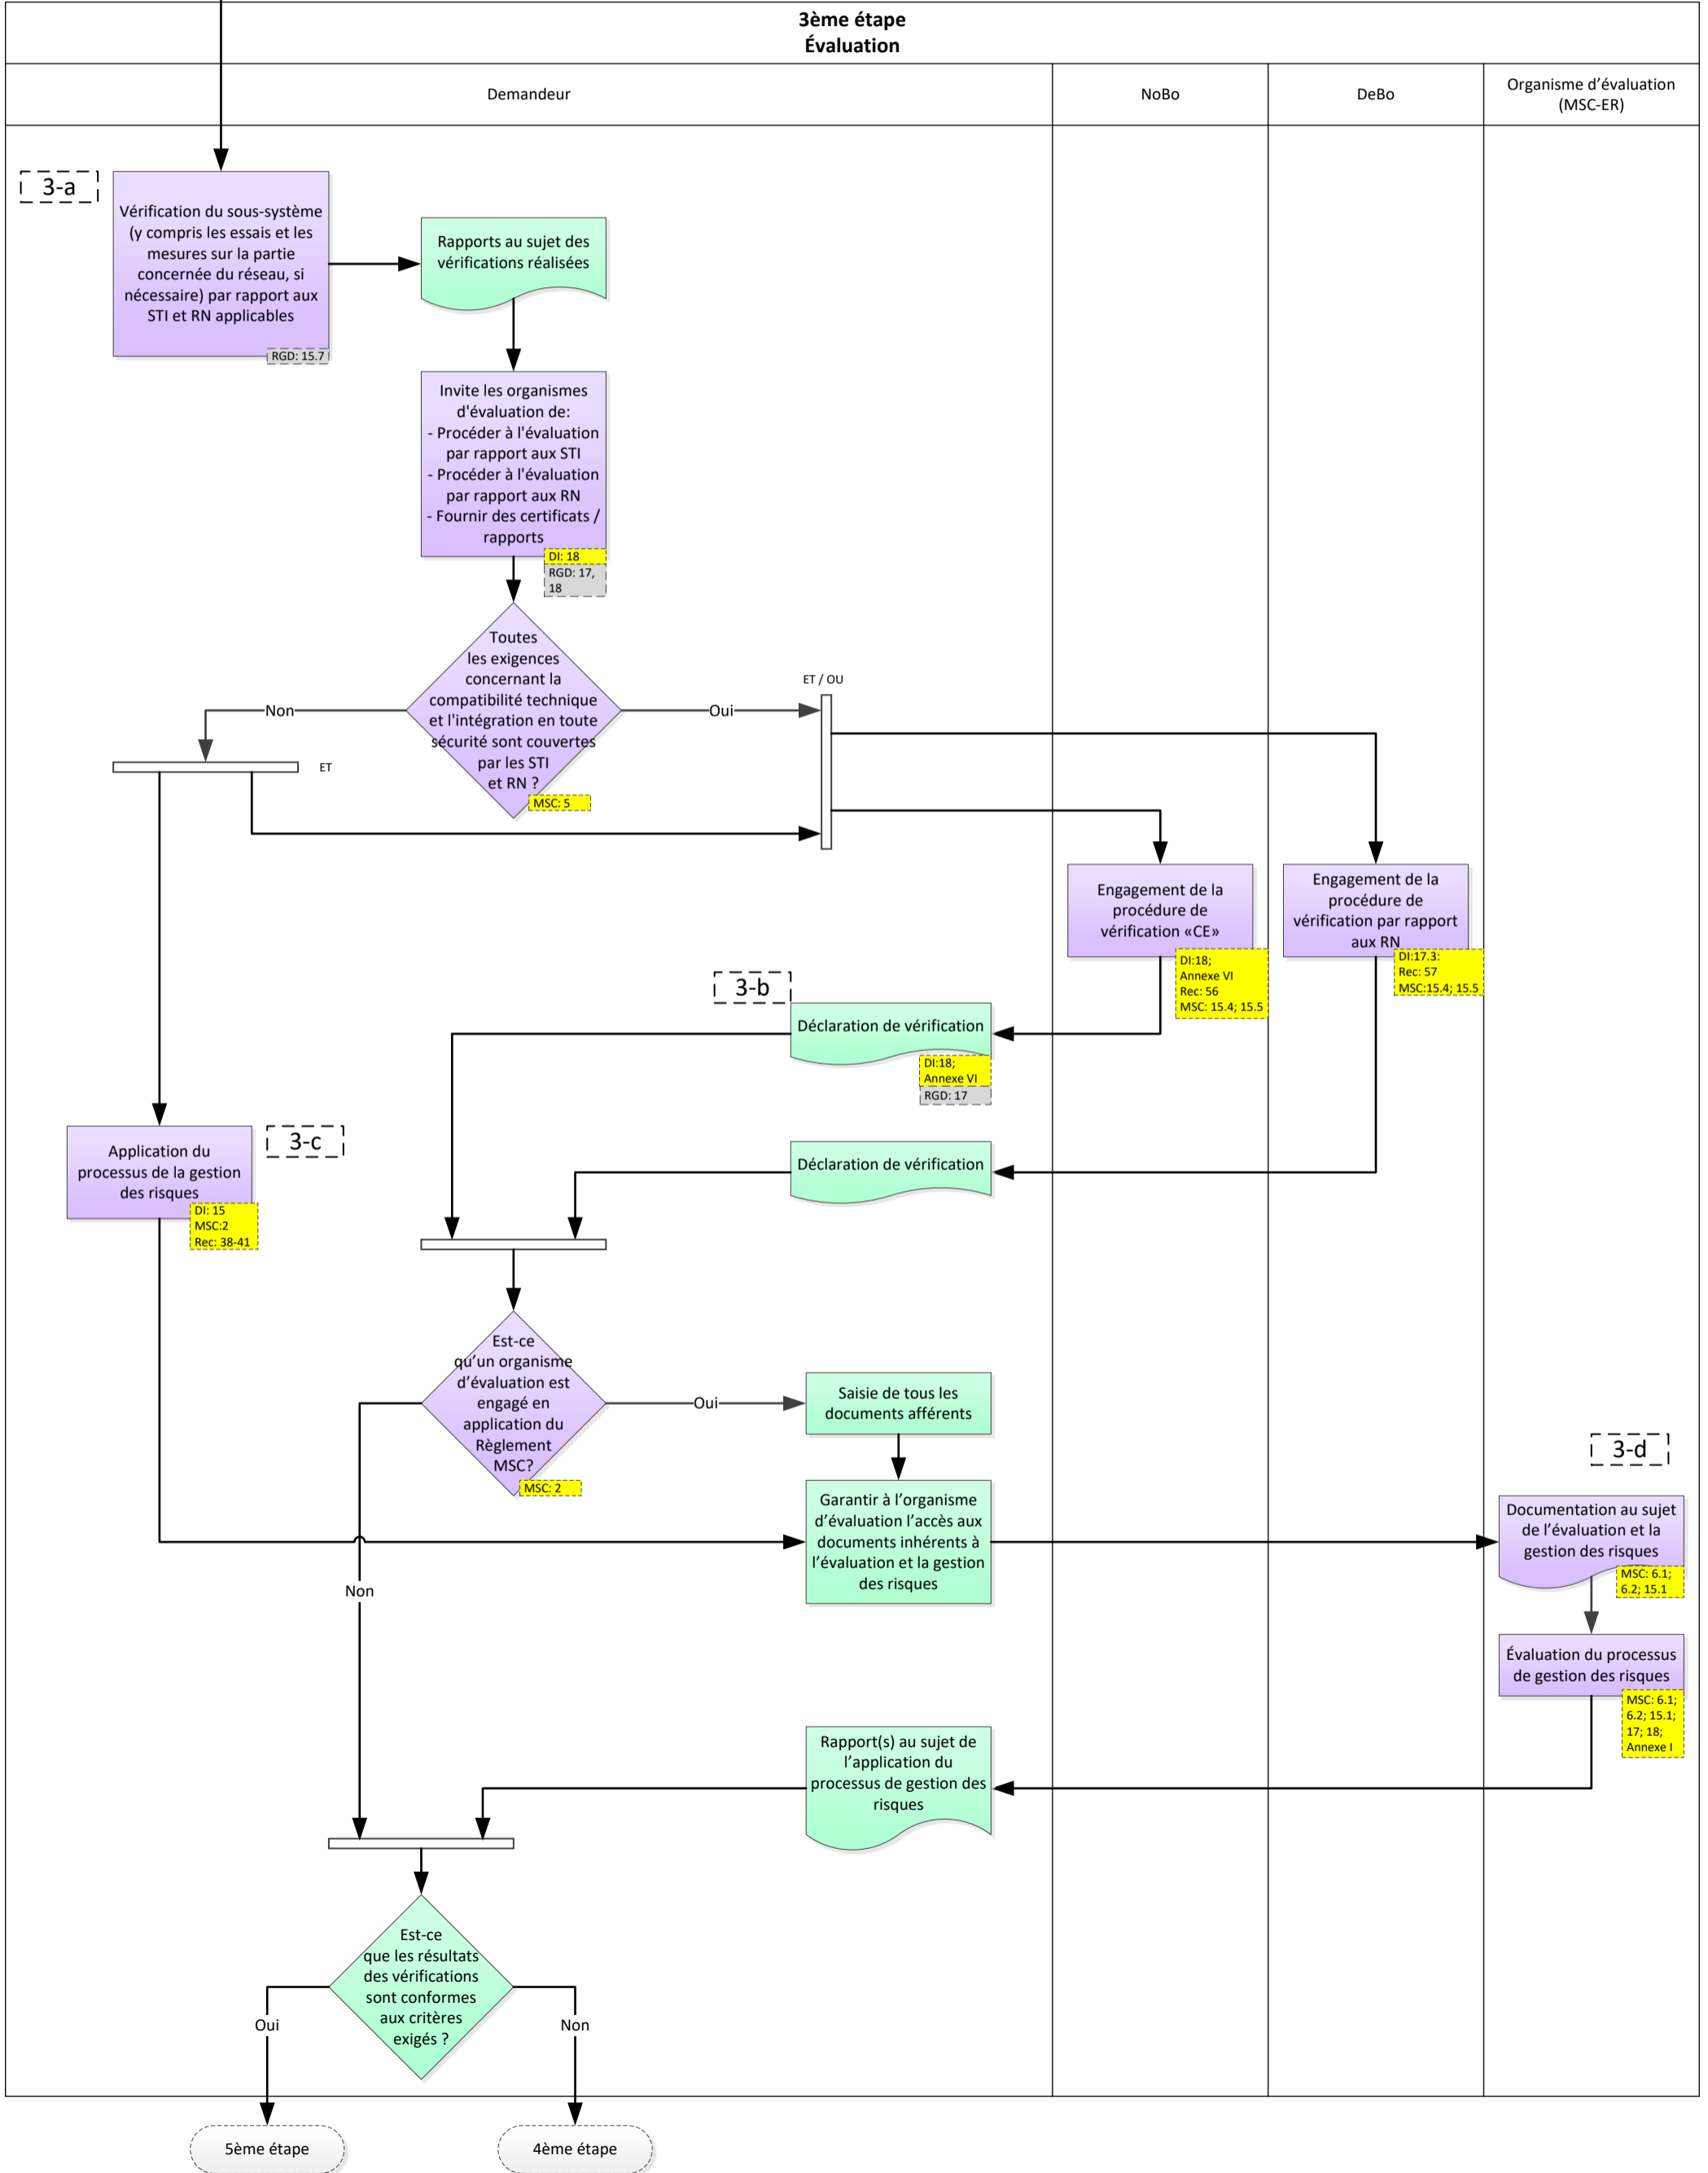 3ème étape
Évaluation
Demandeur
NoBo
DeBo
Organisme d’évaluation
(MSC-ER)
3-a
Vérification du sous-système
(y compris les essais et les
mesures sur la partie
concernée du réseau, si
nécessaire) par rapport aux
STI et RN applicables
RGD: 15.7
Rapports au sujet des
vérifications réalisées
Invite les organismes
d'évaluation de:
- Procéder à l'évaluation
par rapport aux STI
- Procéder à l'évaluation
par rapport aux RN
- Fournir des certificats /
rapports
DI: 18
RGD: 17,
18
Toutes
les exigences
concernant la
compatibilité technique
et l'intégration en toute
sécurité sont couvertes
par les STI
et RN ?
MSC: 5
Non
Oui
ET / OU
ET
Engagement de la
procédure de
vérification «CE»
DI:18;
Annexe VI
Rec: 56
MSC: 15.4; 15.5
Engagement de la
procédure de
vérification par rapport
aux RN
DI:17.3:
Rec: 57
MSC:15.4; 15.5
3-b
Déclaration de vérification
DI:18;
Annexe VI
RGD: 17
3-c
Application du
processus de la gestion
des risques
DI: 15
MSC:2
Rec: 38-41
Déclaration de vérification
Est-ce
qu’un organisme
d’évaluation est
engagé en
application du
Règlement
MSC?
MSC: 2
Oui
Non
Saisie de tous les
documents afférents
Garantir à l’organisme
d’évaluation l’accès aux
documents inhérents à
l’évaluation et la gestion
des risques
3-d
Documentation au sujet
de l’évaluation et la
gestion des risques
MSC: 6.1;
6.2; 15.1
Évaluation du processus
de gestion des risques
MSC: 6.1;
6.2; 15.1;
17; 18;
Annexe I
Rapport(s) au sujet de
l’application du
processus de gestion des
risques
Est-ce
que les résultats
des vérifications
sont conformes
aux critères
exigés ?
Oui
Non
5ème étape
4ème étape